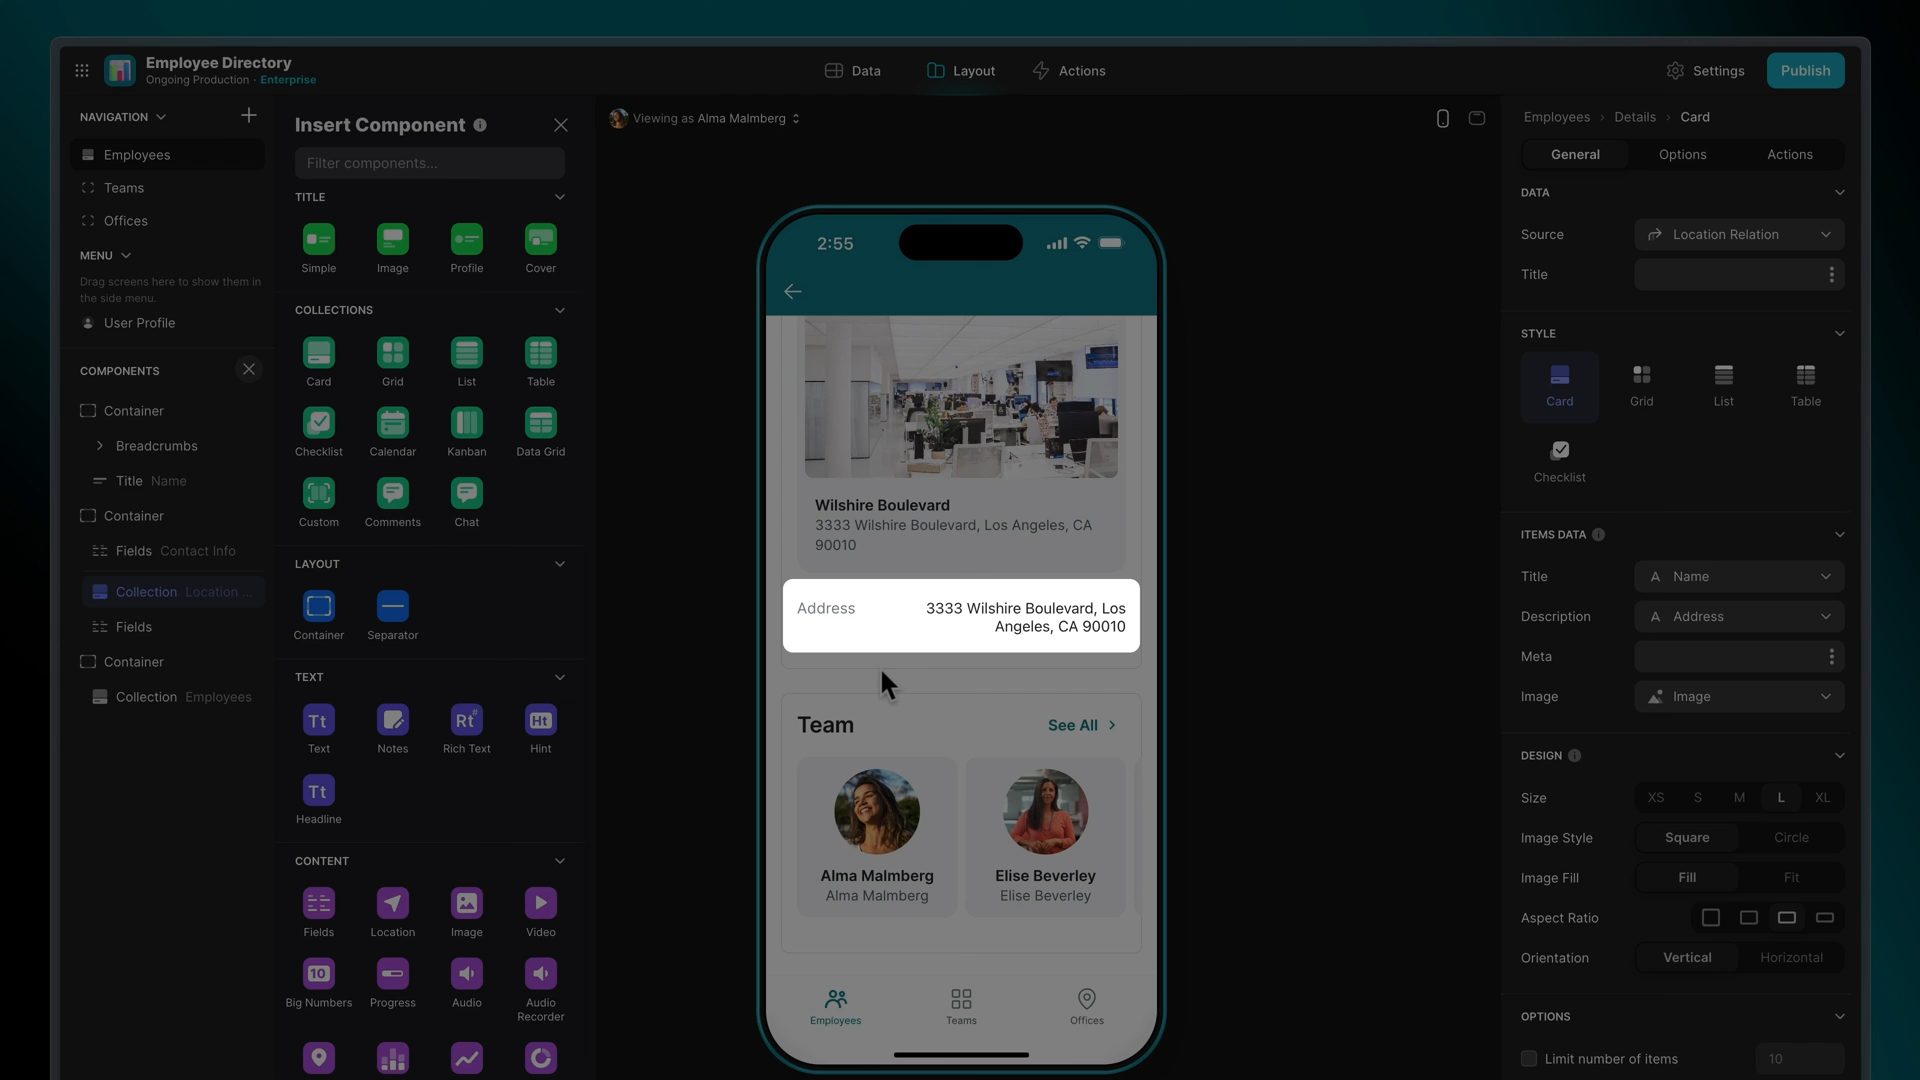 Employee Directory
Ongoing Production · Enterprise
Data
Layout
Actions
Settings
Publish
NAVIGATION
Employees
Teams
Offices
MENU
Drag screens here to show them in
the side menu.
User Profile
COMPONENTS
Container
Breadcrumbs
Title Name
Container
Fields Contact Info
Collection Location ...
Fields
Container
Collection Employees
Insert Component
Filter components...
TITLE
Simple
Image
Profile
Cover
COLLECTIONS
Card
Grid
List
Table
Checklist
Calendar
Kanban
Data Grid
Custom
Comments
Chat
LAYOUT
Container
Separator
TEXT
Tt
Rt#
Ht
Text
Notes
Rich Text
Hint
Tt
Headline
CONTENT
Fields
Location
Image
Video
10
Big Numbers
Progress
Audio
Audio
Recorder
Viewing as Alma Malmberg
2:55
Wilshire Boulevard
3333 Wilshire Boulevard, Los Angeles, CA
90010
Address
3333 Wilshire Boulevard, Los
Angeles, CA 90010
Team
See All
Alma Malmberg
Alma Malmberg
Elise Beverley
Elise Beverley
Employees
Teams
Offices
Employees › Details › Card
General
Options
Actions
DATA
Source
Location Relation
Title
STYLE
Card
Grid
List
Table
Checklist
ITEMS DATA
Title
A Name
Description
A Address
Meta
Image
Image
DESIGN
Size
XS
S
M
L
XL
Image Style
Square
Circle
Image Fill
Fill
Fit
Aspect Ratio
Orientation
Vertical
Horizontal
OPTIONS
Limit number of items
10